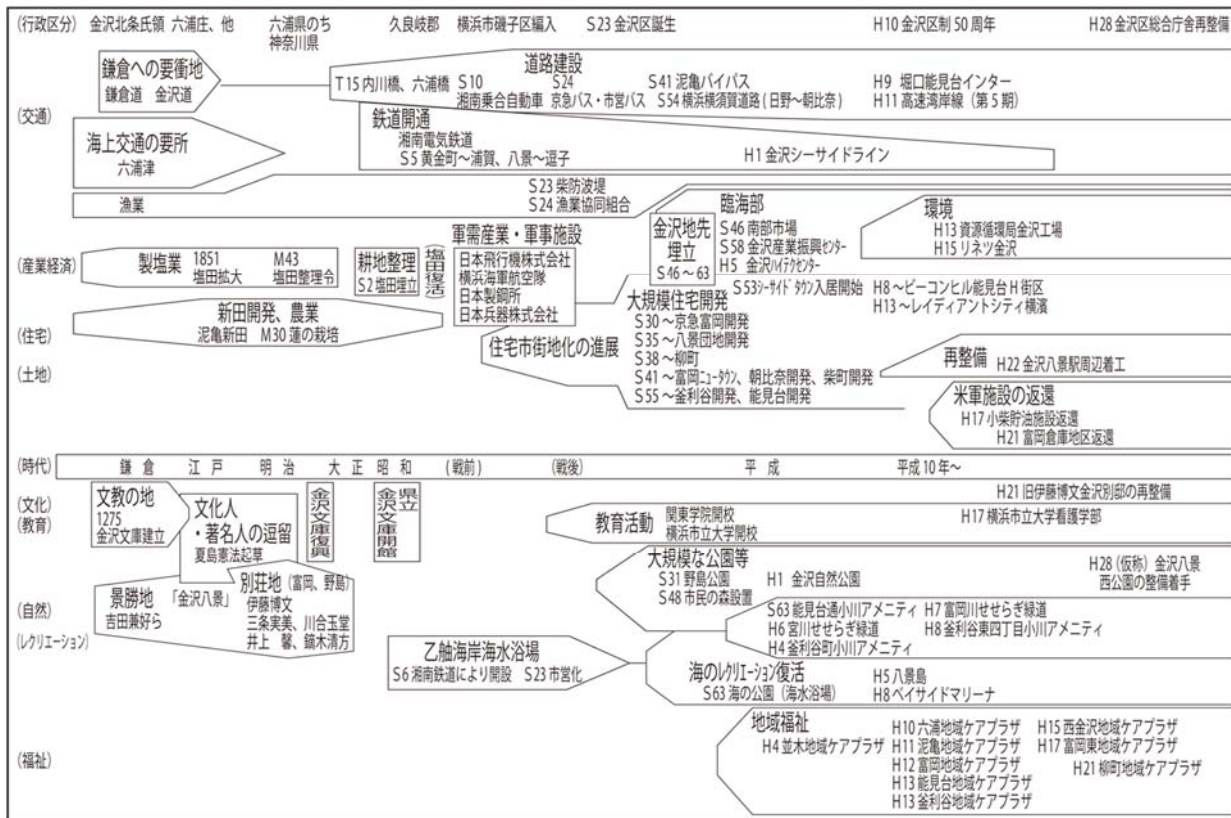 (行政区分) 金沢北条氏領 六浦庄、他 六浦県のち 久良岐郡 横浜市磯子区編入 S23 金沢区誕生 H10 金沢区制 50 周年 H28 金沢区総合庁舎再整備
神奈川県
(交通)
鎌倉への要衝地
鎌倉道 金沢道
道路建設
T15 内川橋、六浦橋 S10 S24 S41 泥亀バイパス H9 堀口能見台インター
湘南乗合自動車 京急バス・市営バス S54 横浜横須賀道路 ( 日野～朝比奈 ) H11 高速湾岸線（第 5 期）
海上交通の要所
六浦津
鉄道開通
湘南電気鉄道
S5 黄金町～浦賀、八景～逗子 H1 金沢シーサイドライン
漁業
S23 柴防波堤
S24 漁業協同組合
(産業経済)
製塩業 1851 M43
塩田拡大 塩田整理令
耕地整理
S2 塩田埋立
(塩田復活)
軍需産業・軍事施設
日本飛行機株式会社
横浜海軍航空隊
日本製鋼所
日本兵器株式会社
金沢地先
埋立
S46 ～ 63
臨海部
S46 南部市場
S58 金沢産業振興ｾﾝﾀｰ
H5 金沢ﾊｲﾃｸｾﾝﾀｰ
環境
H13 資源循環局金沢工場
H15 リネツ金沢
(住宅)
(土地)
新田開発、農業
泥亀新田 M30 蓮の栽培
住宅市街地化の進展
S53ｼｰｻｲﾄﾞﾀｳﾝ入居開始 H8 ～ビーコンヒル能見台 H 街区
H13 ～レイディアントシティ横濱
大規模住宅開発
S30 ～京急富岡開発
S35 ～八景団地開発
S38 ～柳町
S41 ～富岡ﾆｭｰﾀｳﾝ、朝比奈開発、柴町開発
S55 ～釜利谷開発、能見台開発
再整備 H22 金沢八景駅周辺着工
米軍施設の返還
H17 小柴貯油施設返還
H21 富岡倉庫地区返還
(時代) 鎌 倉 江 戸 明 治 大 正 昭 和 ( 戦前 ) (戦後) 平 成 平成 10 年～
(文化)
(教育)
文教の地
1275
金沢文庫建立
文化人
・著名人の逗留
夏島憲法起草
金沢文庫復興
県立
金沢文庫開館
H21 旧伊藤博文金沢別邸の再整備
教育活動 関東学院開校 H17 横浜市立大学看護学部
横浜市立大学開校
(自然)
(レクリエーション)
景勝地 「金沢八景」
吉田兼好ら
別荘地（富岡、野島）
伊藤博文
三条実美、川合玉堂
井上 馨、鏑木清方
大規模な公園等
S31 野島公園 H1 金沢自然公園
S48 市民の森設置
H28 (仮称) 金沢八景
西公園の整備着手
S63 能見台通小川アメニティ H7 富岡川せせらぎ緑道
H6 宮川せせらぎ緑道 H8 釜利谷東四丁目小川アメニティ
H4 釜利谷町小川アメニティ
乙舳海岸海水浴場
S6 湘南鉄道により開設 S23 市営化
海のﾚｸﾘｴｰｼｮﾝ復活 H5 八景島
S63 海の公園（海水浴場） H8 ベイサイドマリーナ
(福祉)
地域福祉
H4 並木地域ケアプラザ
H10 六浦地域ケアプラザ H15 西金沢地域ケアプラザ
H11 泥亀地域ケアプラザ H17 富岡東地域ケアプラザ
H12 富岡地域ケアプラザ H21 柳町地域ケアプラザ
H13 能見台地域ケアプラザ
H13 釜利谷地域ケアプラザ